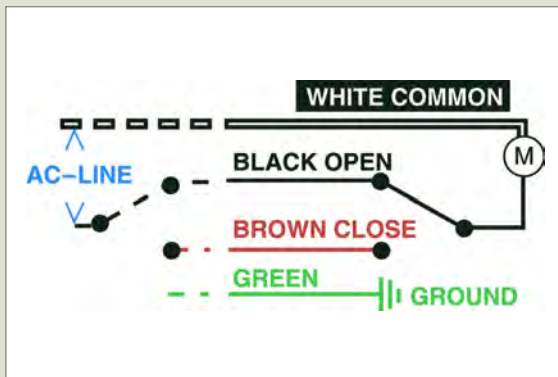 WHITE COMMON
M
AC–LINE
BLACK OPEN
BROWN CLOSE
GREEN
GROUND